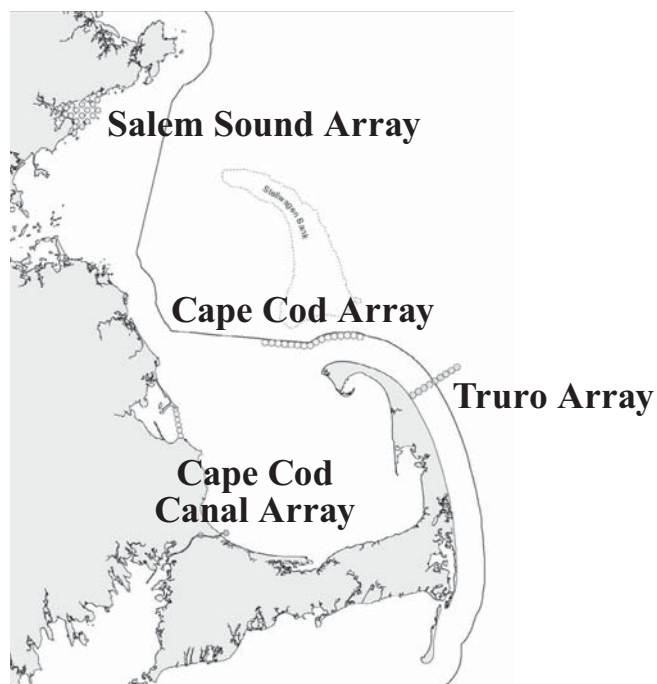 Salem Sound Array
Stellwagen Bank
Cape Cod Array
Truro Array
Cape Cod
Canal Array